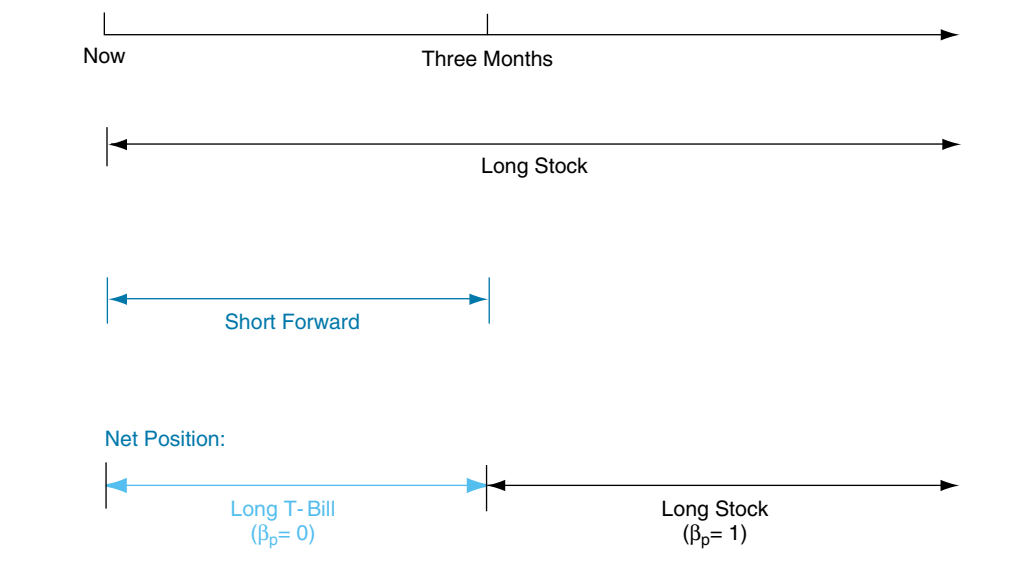 Now
Three Months
Long Stock
Short Forward
Net Position:
Long T- Bill
(βp= 0)
Long Stock
(βp= 1)